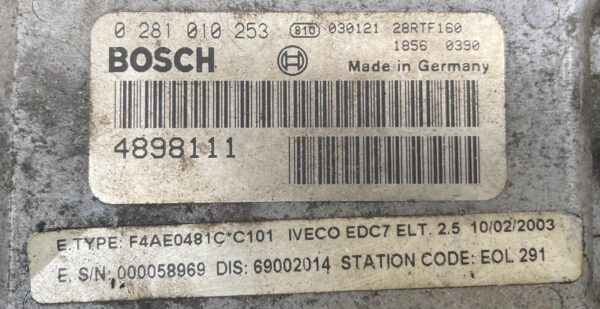 0 281 010 253 810 030121 28RTF160
1856 0390
BOSCH Made in Germany
4898111
E.TYPE: F4AE0481C*C101 IVECO EDC7 ELT. 2.5 10/02/2003
E. S/N, 000058969 DIS: 69002014 STATION CODE: EOL 291